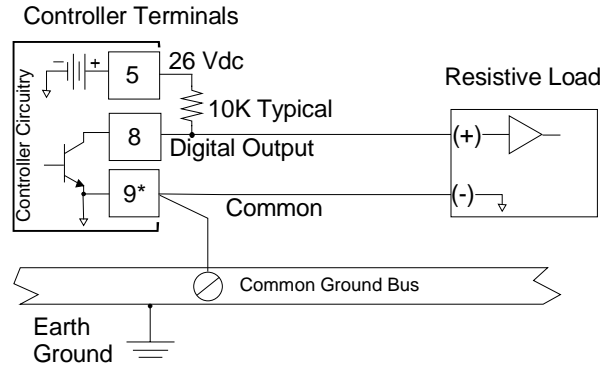 Controller Terminals
Controller Circuitry
– +
5
26 Vdc
Resistive Load
10K Typical
8
Digital Output
(+)
9*
Common
(-)
Common Ground Bus
Earth
Ground